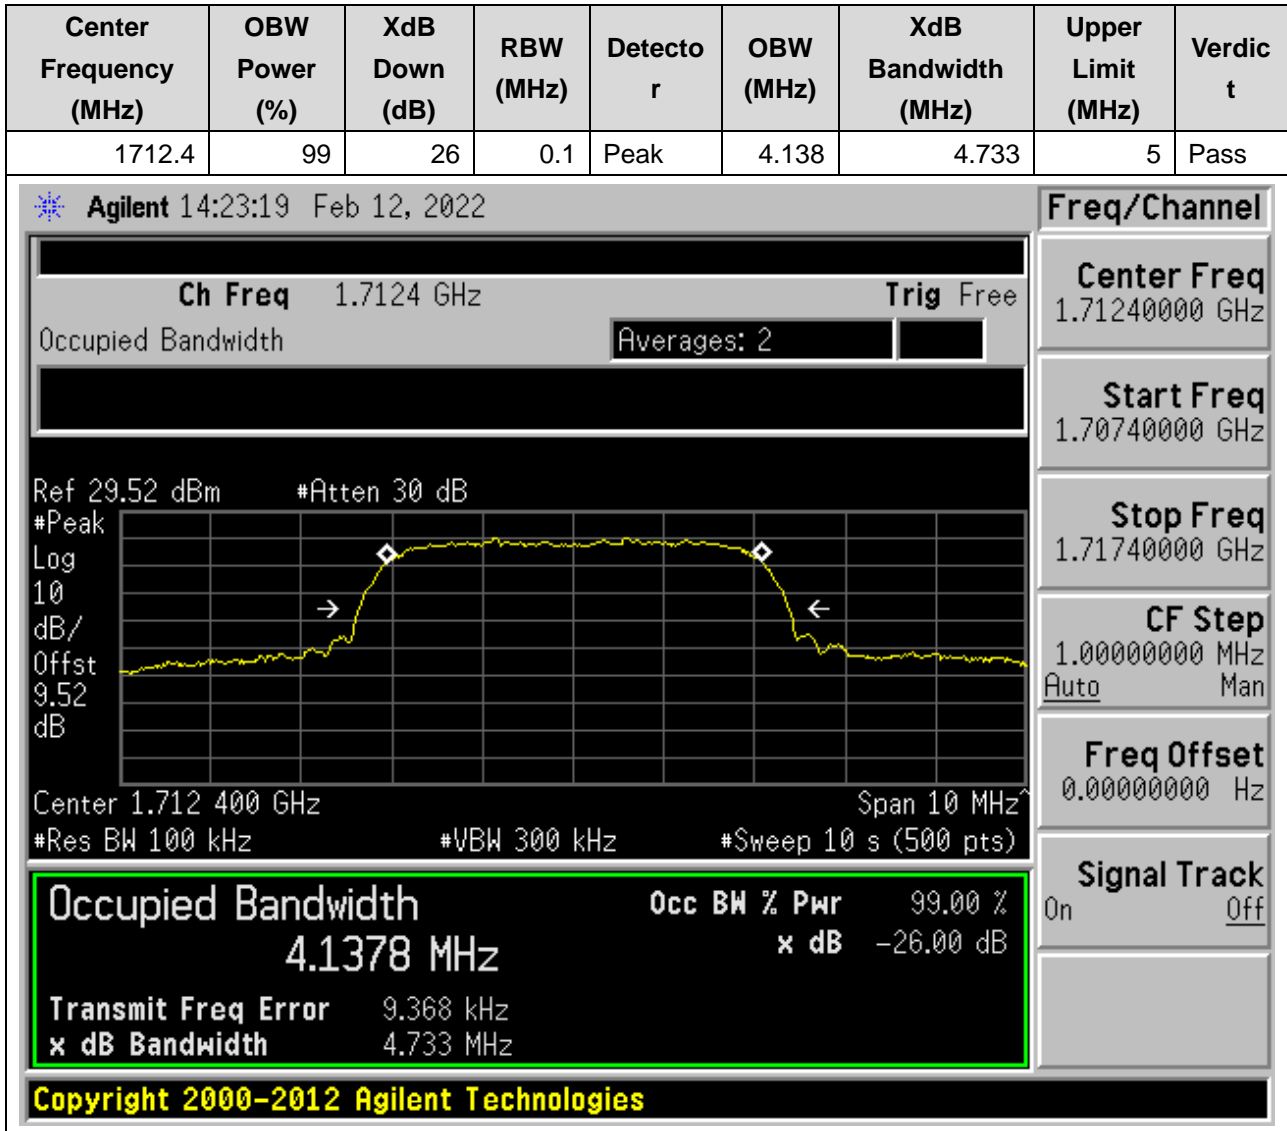 Center Frequency (MHz) OBW Power (%) XdB Down (dB) RBW (MHz) Detector OBW (MHz) XdB Bandwidth (MHz) Upper Limit (MHz) Verdict
1712.4 99 26 0.1 Peak 4.138 4.733 5 Pass
Agilent 14:23:19 Feb 12, 2022
Freq/Channel
Ch Freq 1.7124 GHz Trig Free
Occupied Bandwidth Averages: 2
Center Freq
1.71240000 GHz
Start Freq
1.70740000 GHz
Stop Freq
1.71740000 GHz
CF Step
1.00000000 MHz
Auto Man
Freq Offset
0.00000000 Hz
Signal Track
On Off
Ref 29.52 dBm #Atten 30 dB
#Peak
Log
10
dB/
Offst
9.52
dB
Center 1.712 400 GHz Span 10 MHz^
#Res BW 100 kHz #VBW 300 kHz #Sweep 10 s (500 pts)
Occupied Bandwidth
4.1378 MHz
Occ BW % Pwr 99.00 %
x dB -26.00 dB
Transmit Freq Error 9.368 kHz
x dB Bandwidth 4.733 MHz
Copyright 2000-2012 Agilent Technologies